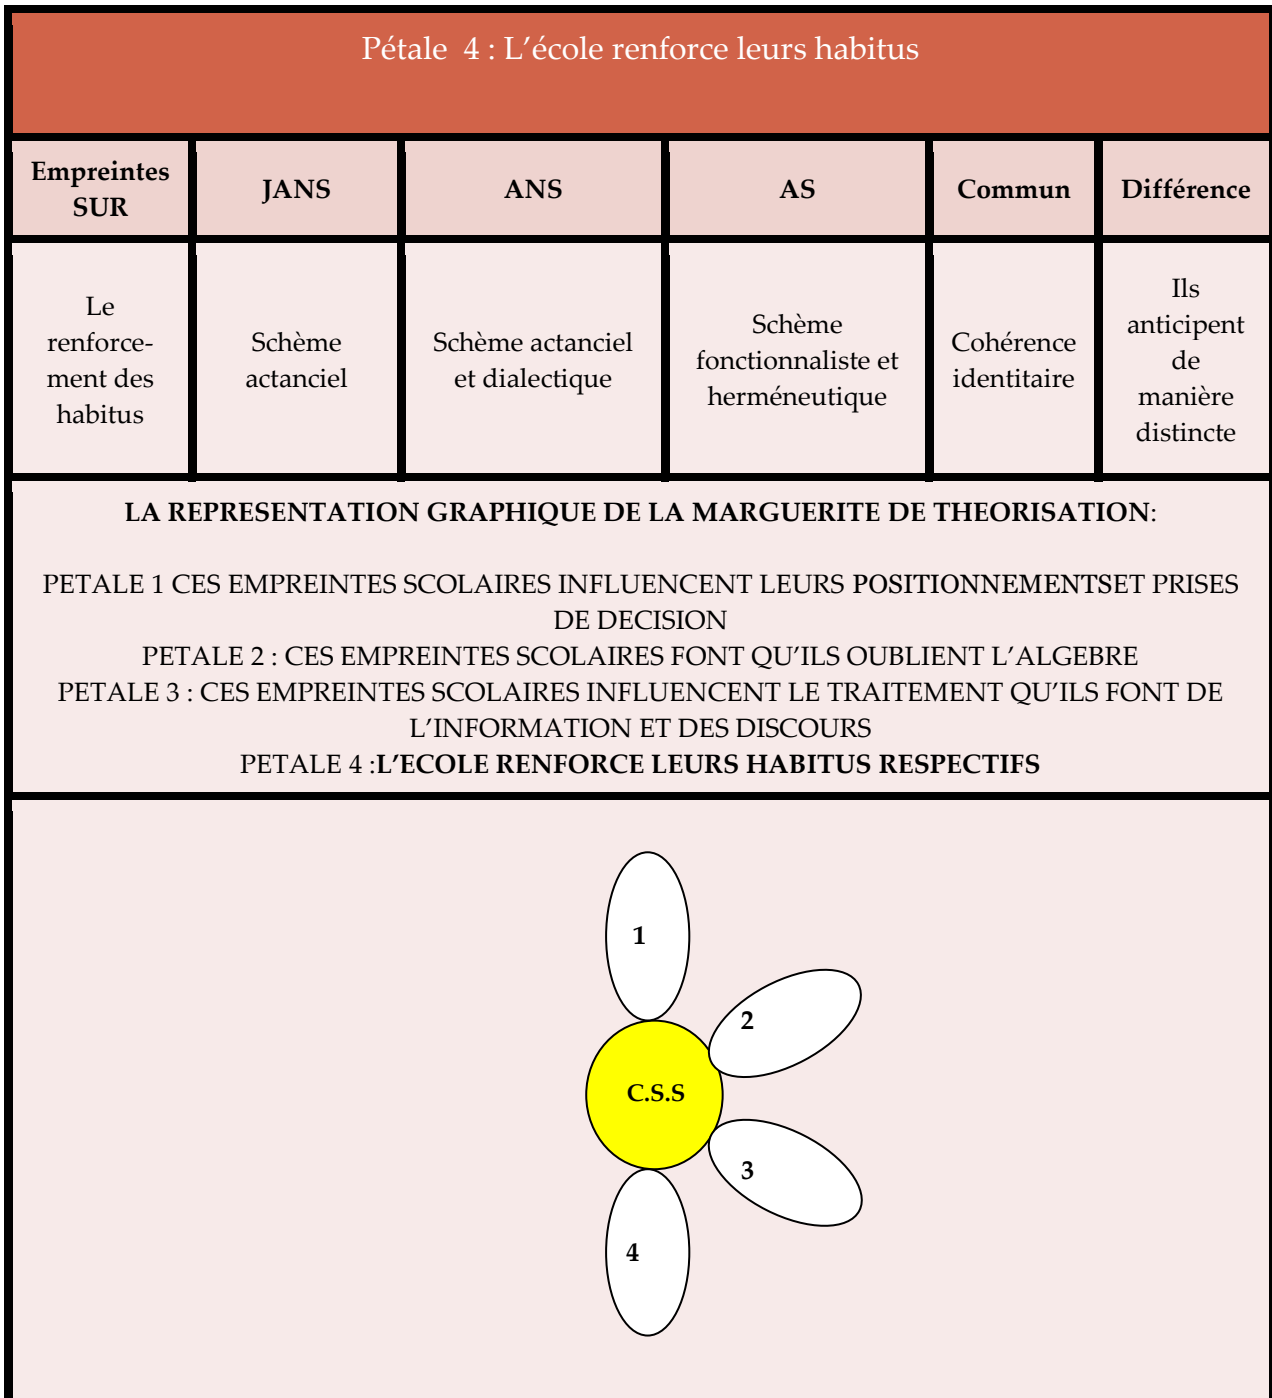 Pétale 4 : L’école renforce leurs habitus
Empreintes
SUR
JANS
ANS
AS
Commun
Différence
Le
renforce-
ment des
habitus
Schème
actanciel
Schème actanciel
et dialectique
Schème
fonctionnaliste et
herméneutique
Cohérence
identitaire
Ils
anticipent
de
manière
distincte
LA REPRESENTATION GRAPHIQUE DE LA MARGUERITE DE THEORISATION:
PETALE 1 CES EMPREINTES SCOLAIRES INFLUENCENT LEURS POSITIONNEMENTSET PRISES
DE DECISION
PETALE 2 : CES EMPREINTES SCOLAIRES FONT QU’ILS OUBLIENT L’ALGEBRE
PETALE 3 : CES EMPREINTES SCOLAIRES INFLUENCENT LE TRAITEMENT QU’ILS FONT DE
L’INFORMATION ET DES DISCOURS
PETALE 4 :L’ECOLE RENFORCE LEURS HABITUS RESPECTIFS
1
2
C.S.S
3
4